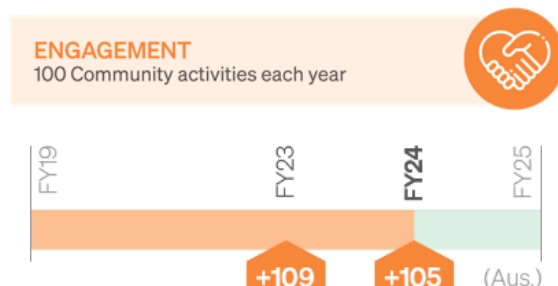 ENGAGEMENT
100 Community activities each year
FY19
FY23
FY24
FY25
+109
+105
(Aus.)